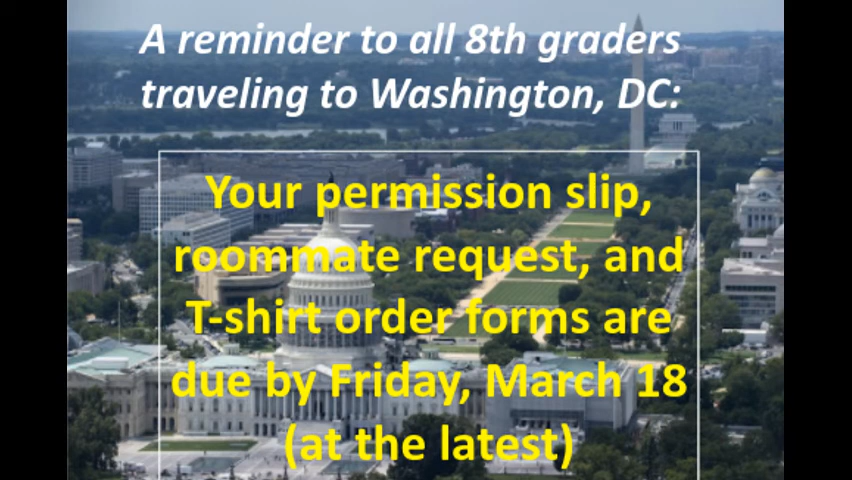 A reminder to all 8th graders
traveling to Washington, DC:
Your permission slip,
roommate request, and
T-shirt order forms are
due by Friday, March 18
(at the latest)